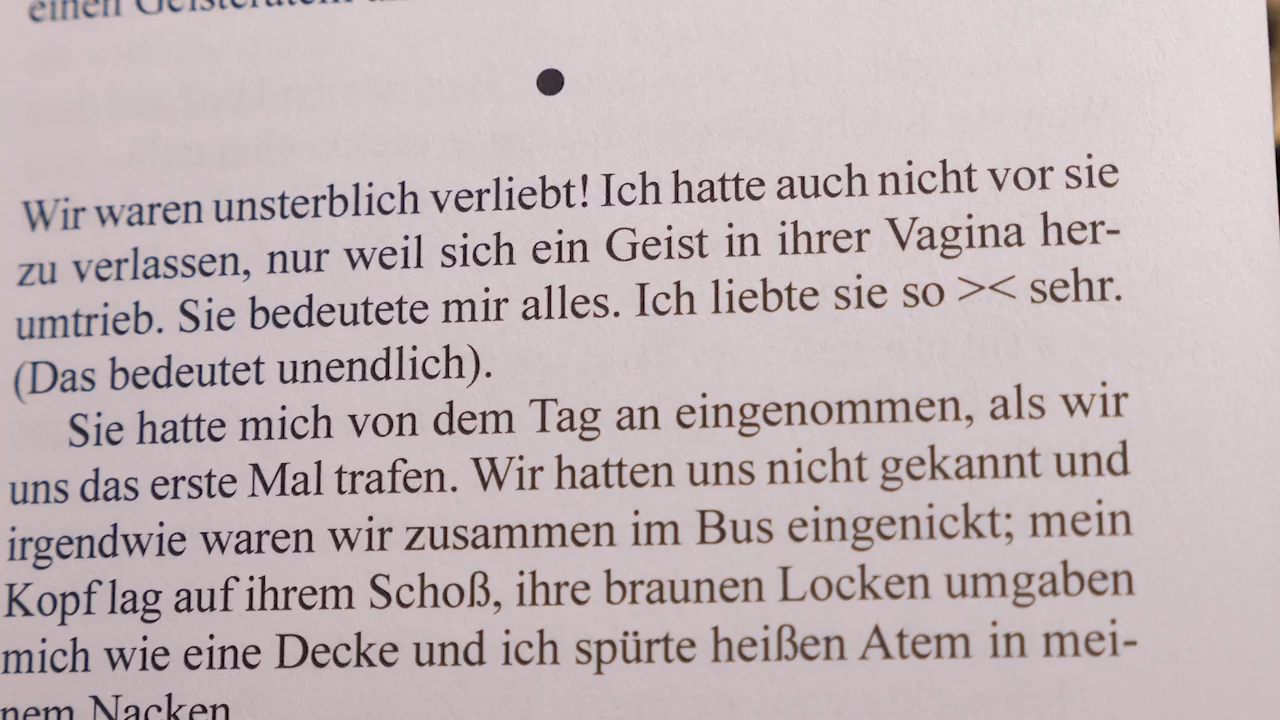 einen Geisteratem
Wir waren unsterblich verliebt! Ich hatte auch nicht vor sie
zu verlassen, nur weil sich ein Geist in ihrer Vagina her-
umtrieb. Sie bedeutete mir alles. Ich liebte sie so >< sehr.
(Das bedeutet unendlich).
Sie hatte mich von dem Tag an eingenommen, als wir
uns das erste Mal trafen. Wir hatten uns nicht gekannt und
irgendwie waren wir zusammen im Bus eingenickt; mein
Kopf lag auf ihrem Schoß, ihre braunen Locken umgaben
mich wie eine Decke und ich spürte heißen Atem in mei-
nem Nacken